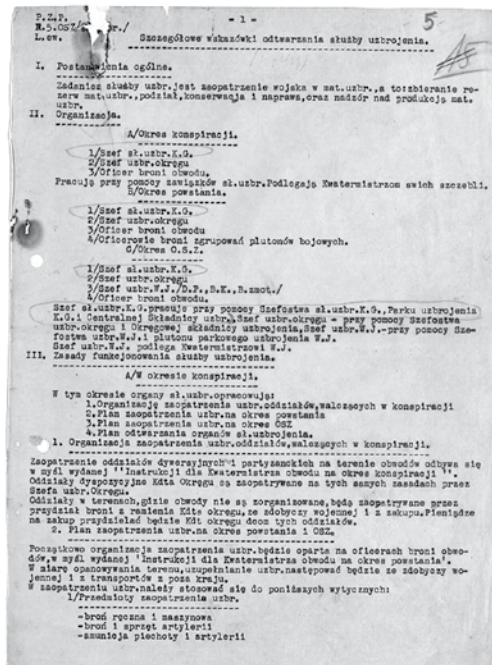 P.Z.P.
- 1 -
5
N.5.OSZ/ br./
L.ew.
Szczegółowe wskazówki odtwarzania służby uzbrojenia.
I. Postanowienia ogólne.
Zadaniem służby uzbr.jest zaopatrzenie wojska w mat.uzbr.,a to:zbieranie re-
zerw mat.uzbr.,podział,konserwacja i naprawa,oraz nadzór nad produkcją mat.
uzbr.
II. Organizacja.
A/Okres konspiracji.
1/Szef sł.uzbr.K.G.
2/Szef uzbr.okręgu
3/Oficer broni obwodu
Pracują przy pomocy zawiązków sł.uzbr.Podlegają Kwatermistrzom swich szczebli.
B/Okres powstania.
1/Szef sł.uzbr.K.G.
2/Szef uzbr.okręgu
3/Oficer broni obwodu
4/Oficerowie broni zgrupowań plutonów bojowych.
C/Okres O.S.Z.
1/Szef sł.uzbr.K.G.
2/Szef uzbr.okręgu
3/Szef uzbr.W.J./D.P.,B.K.,B.zmot./
4/Oficer broni obwodu.
Szef sł.uzbr.K.G.pracuje przy pomocy Szefostwa sł.uzbr.K.G.,Parku uzbrojenia
K.G.i Centralnej Składnicy uzbr.Szef uzbr.okręgu - przy pomocy Szefostwa
uzbr.okręgu i Okręgowej składnicy uzbrojenia,Szef uzbr.W.J.-przy pomocy Sze-
fostwa uzbr.W.J.i plutonu parkowego uzbrojenia W.J.
Szef uzbr.W.J. podlega Kwatermistrzowi W.J.
III. Zasady funkcjonowania służby uzbrojenia.
A/W okresie konspiracji.
W tym okresie organy sł.uzbr.opracowują:
1.Organizację zaopatrzenia uzbr.oddziałów,walczących w konspiracji
2.Plan zaopatrzenia uzbr.na okres powstania
3.Plan zaopatrzenia uzbr.na okres OSZ
4.Plan odtwarzania organów sł.uzbrojenia.
1. Organizacja zaopatrzenia uzbr.oddziałów,walczących w konspiracji.
Zaopatrzenie oddziałów dywersyjnych i partyzanckich na terenie obwodów odbywa się
w myśl wydanej ''Instrukcji dla Kwatermistrza obwodu na okres konspiracji ''.
Oddziały dyspozycyjne Kdta Okręgu są zaopatrywane na tych samych zasadach przez
Szefa uzbr.Okręgu.
Oddziały w terenach,gdzie obwody nie są zorganizowane,będą zaopatrywane przez
przydział broni z ramienia Kdta okręgu,ze zdobyczy wojennej i z zakupu.Pieniądze
na zakup przydzielać będzie Kdt okręgu dcom tych oddziałów.
2. Plan zaopatrzenia uzbr.na okres powstania i OSZ.
Początkowo organizacja zaopatrzenia uzbr.będzie oparta na oficerach broni obwo-
dów,w myśl wydanej 'Instrukcji dla Kwatermistrza obwodu na okres powstania'.
W miarę opanowywania terenu,uzupełnianie uzbr.następować będzie ze zdobyczy wo-
jennej i z transportów z poza kraju.
W zaopatrzeniu uzbr.należy stosować się do poniższych wytycznych:
1/Przedmioty zaopatrzenia uzbr.
-broń ręczna i maszynowa
-broń i sprzęt artylerii
-amunicja piechoty i artylerii